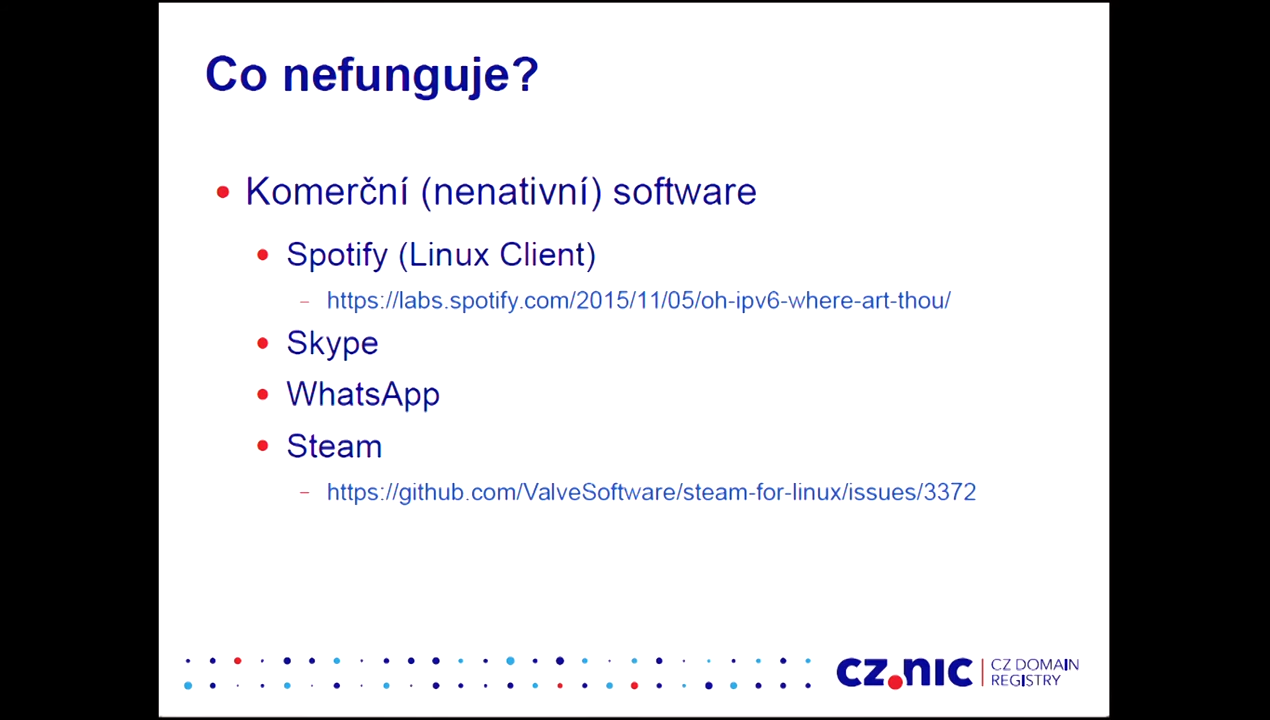 Co nefunguje?
Komerční (nenativní) software
Spotify (Linux Client)
– https://labs.spotify.com/2015/11/05/oh-ipv6-where-art-thou/
Skype
WhatsApp
Steam
– https://github.com/ValveSoftware/steam-for-linux/issues/3372
cz.nic | CZ DOMAIN
REGISTRY